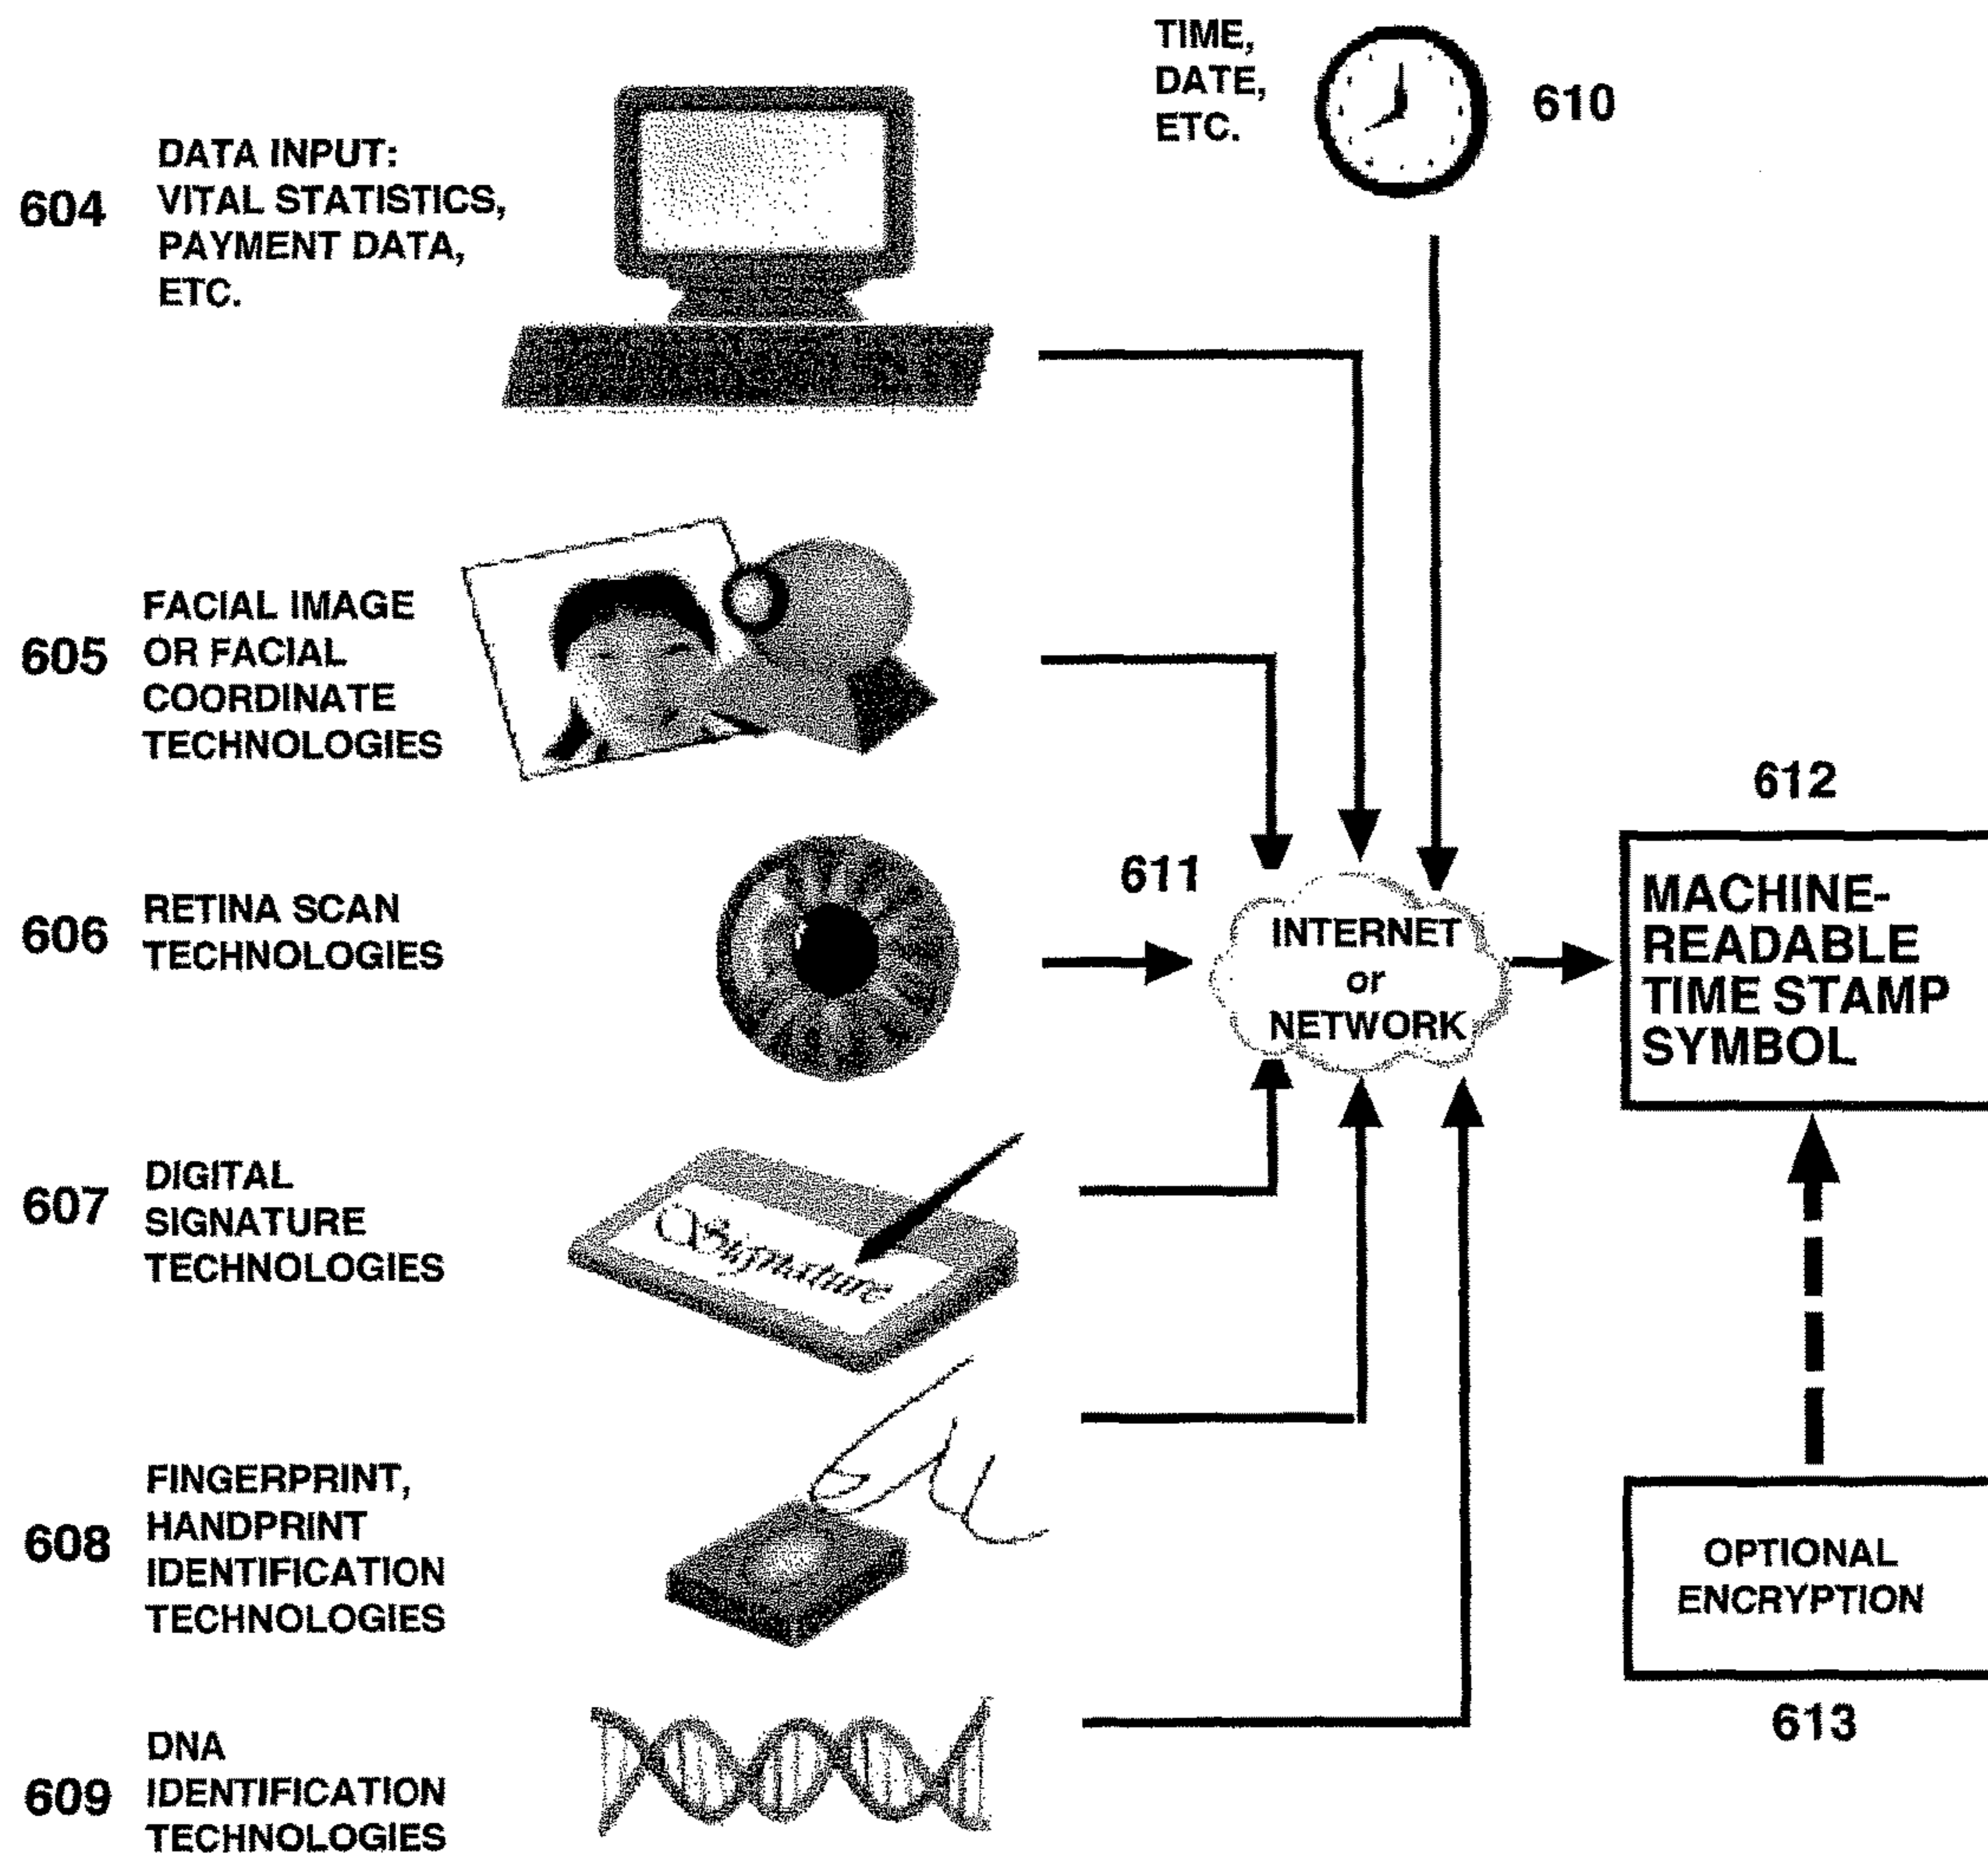 TIME,
DATE,
ETC.
610
604
DATA INPUT:
VITAL STATISTICS,
PAYMENT DATA,
ETC.
605
FACIAL IMAGE
OR FACIAL
COORDINATE
TECHNOLOGIES
606
RETINA SCAN
TECHNOLOGIES
611
INTERNET
or
NETWORK
612
MACHINE-
READABLE
TIME STAMP
SYMBOL
607
DIGITAL
SIGNATURE
TECHNOLOGIES
Signature
608
FINGERPRINT,
HANDPRINT
IDENTIFICATION
TECHNOLOGIES
OPTIONAL
ENCRYPTION
613
609
DNA
IDENTIFICATION
TECHNOLOGIES